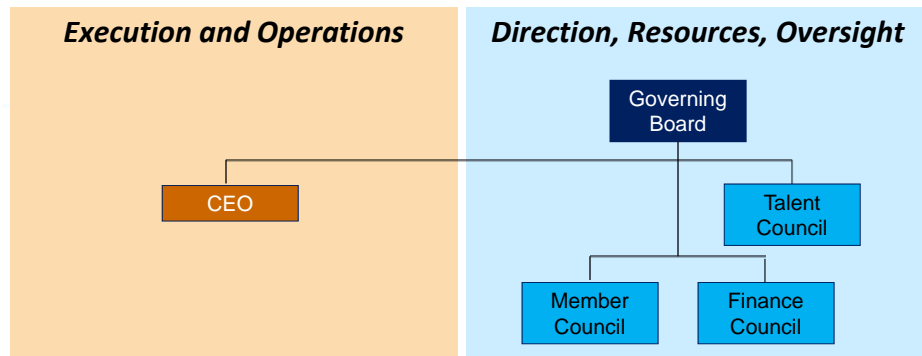 Execution and Operations
Direction, Resources, Oversight
Governing
Board
CEO
Talent
Council
Member
Council
Finance
Council